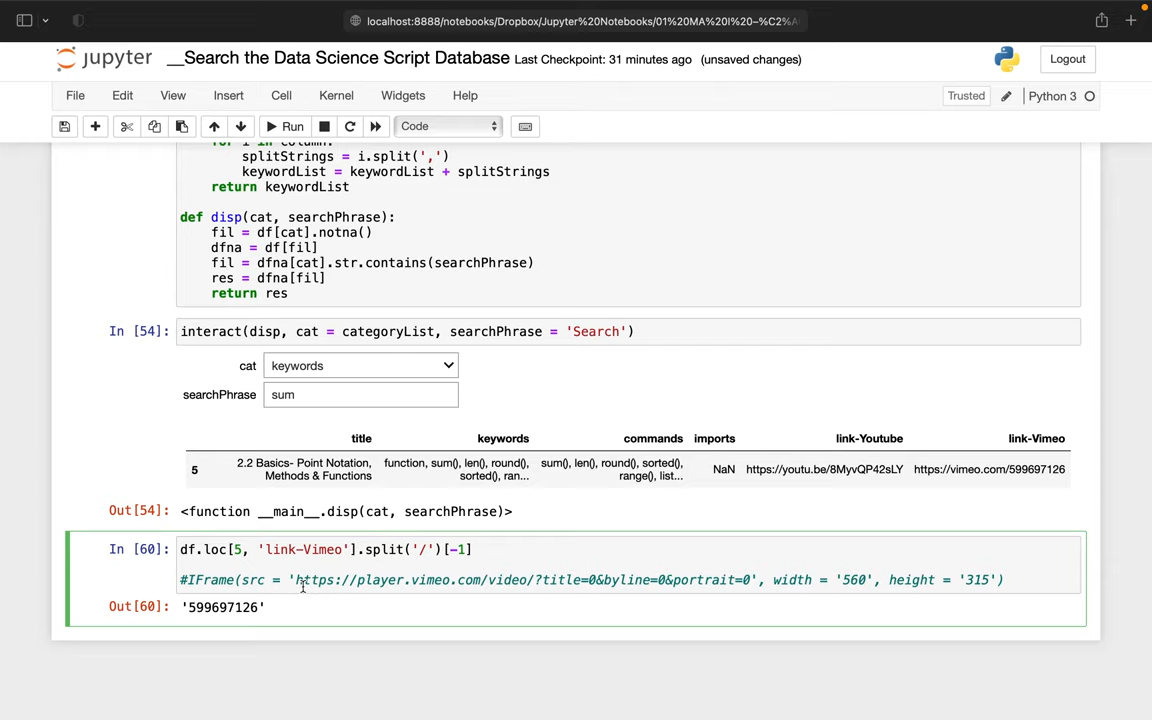 localhost:8888/notebooks/Dropbox/Jupyter%20Notebooks/01%20MA%20I%20–%C2%A
jupyter __Search the Data Science Script Database Last Checkpoint: 31 minutes ago (unsaved changes) Logout
File Edit View Insert Cell Kernel Widgets Help Trusted Python 3
Run Code
for i in column:
splitStrings = i.split(',')
keywordList = keywordList + splitStrings
return keywordList
def disp(cat, searchPhrase):
fil = df[cat].notna()
dfna = df[fil]
fil = dfna[cat].str.contains(searchPhrase)
res = dfna[fil]
return res
In [54]: interact(disp, cat = categoryList, searchPhrase = 'Search')
cat keywords
searchPhrase sum
title keywords commands imports link-Youtube link-Vimeo
5 2.2 Basics- Point Notation, Methods & Functions function, sum(), len(), round(), sorted(), ran... sum(), len(), round(), sorted(), range(), list... NaN https://youtu.be/8MyvQP42sLY https://vimeo.com/599697126
Out[54]: <function __main__.disp(cat, searchPhrase)>
In [60]: df.loc[5, 'link-Vimeo'].split('/')[-1]
#IFrame(src = 'https://player.vimeo.com/video/?title=0&byline=0&portrait=0', width = '560', height = '315')
Out[60]: '599697126'